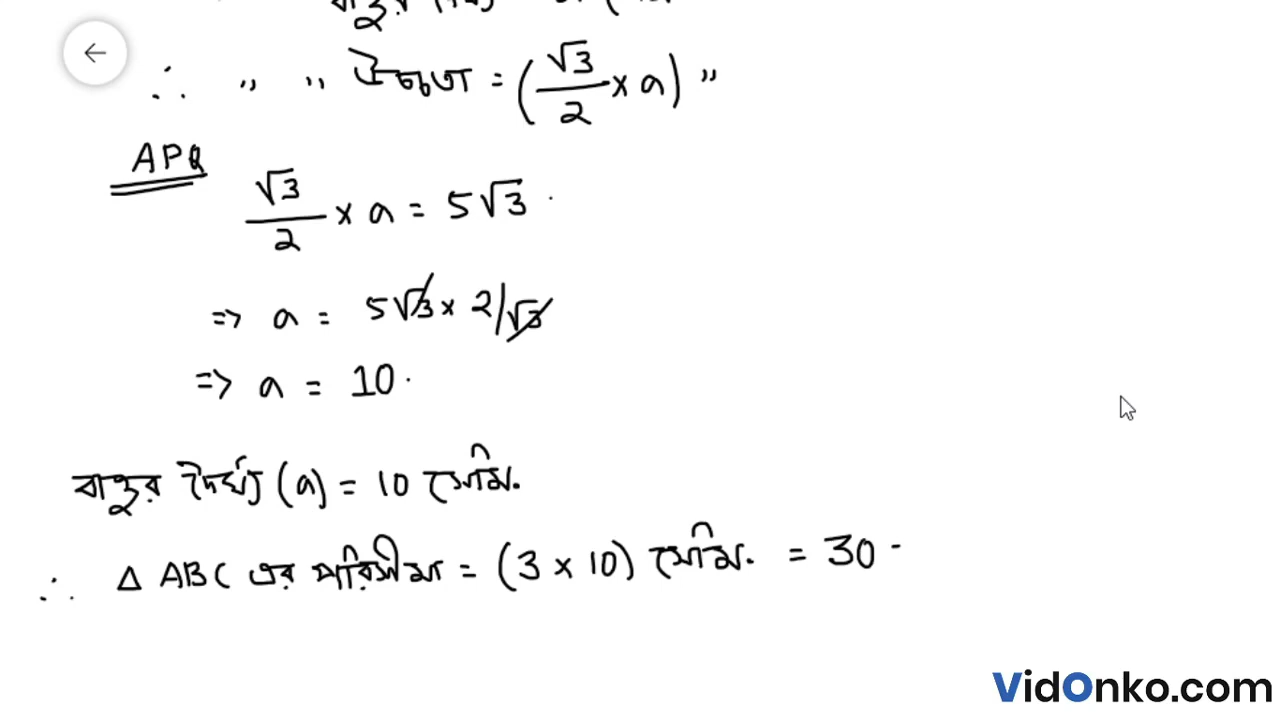 বাহুর
∴ " " উচ্চতা = (√3/2 × a) "
APQ
√3/2 × a = 5√3
=> a = 5√3 × 2/√3
=> a = 10
বাহুর দৈর্ঘ্য (a) = 10 সেমি.
∴ △ ABC এর পরিসীমা = (3 × 10) সেমি. = 30
VidOnko.com